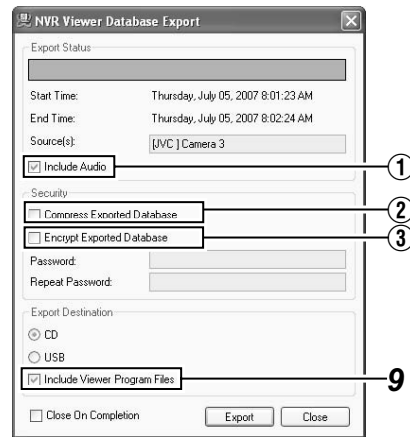 NVR Viewer Database Export
Export Status
Start Time: Thursday, July 05, 2007 8:01:23 AM
End Time: Thursday, July 05, 2007 8:02:24 AM
Source(s): [JVC ] Camera 3
Include Audio ①
Security
Compress Exported Database ②
Encrypt Exported Database ③
Password:
Repeat Password:
Export Destination
CD
USB
Include Viewer Program Files 9
Close On Completion Export Close